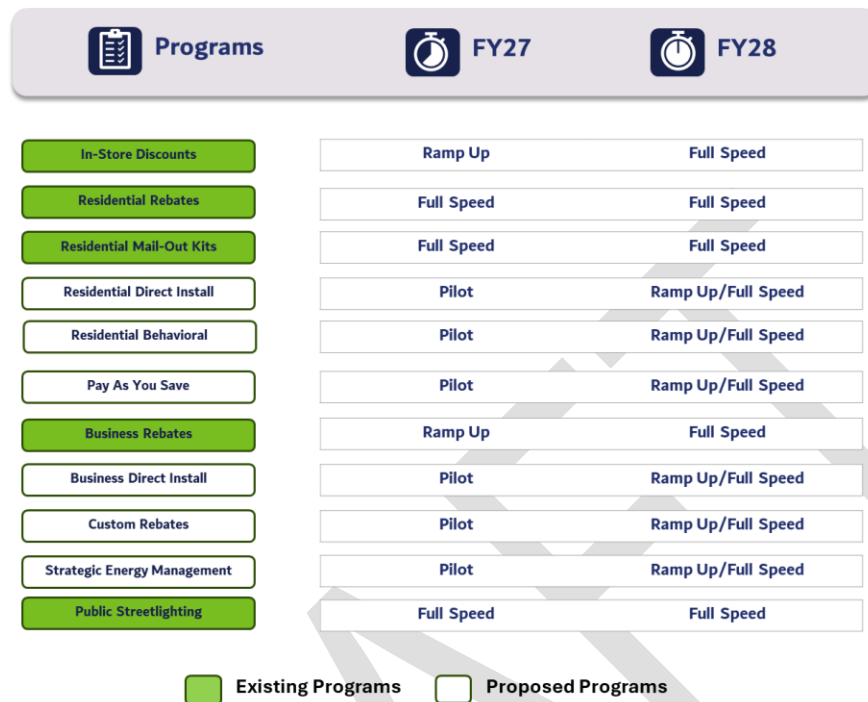 Programs FY27 FY28
In-Store Discounts Ramp Up Full Speed
Residential Rebates Full Speed Full Speed
Residential Mail-Out Kits Full Speed Full Speed
Residential Direct Install Pilot Ramp Up/Full Speed
Residential Behavioral Pilot Ramp Up/Full Speed
Pay As You Save Pilot Ramp Up/Full Speed
Business Rebates Ramp Up Full Speed
Business Direct Install Pilot Ramp Up/Full Speed
Custom Rebates Pilot Ramp Up/Full Speed
Strategic Energy Management Pilot Ramp Up/Full Speed
Public Streetlighting Full Speed Full Speed
Existing Programs Proposed Programs